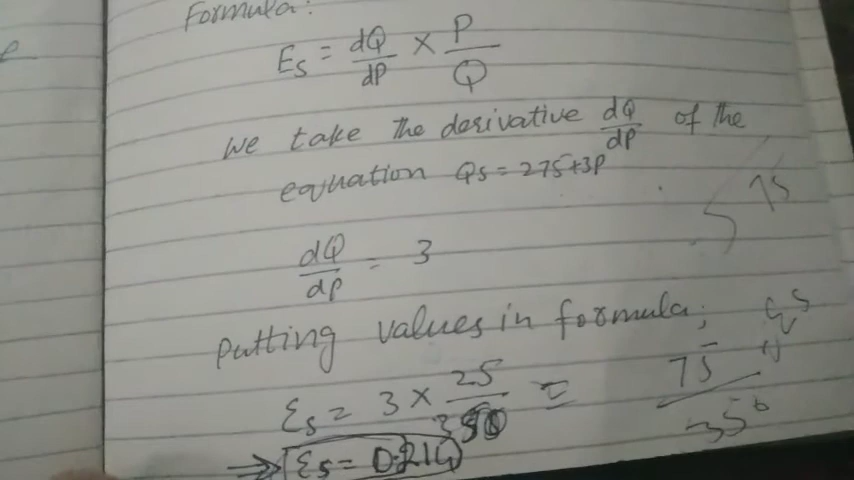 Formula:
Es = dQ/dP × P/Q
We take the derivative dQ/dP of the
equation Qs = 275+3P
75
dQ/dP = 3
Putting values in formula;
Es = 3 × 25/350 = 75/350
⇒ Es = 0.214